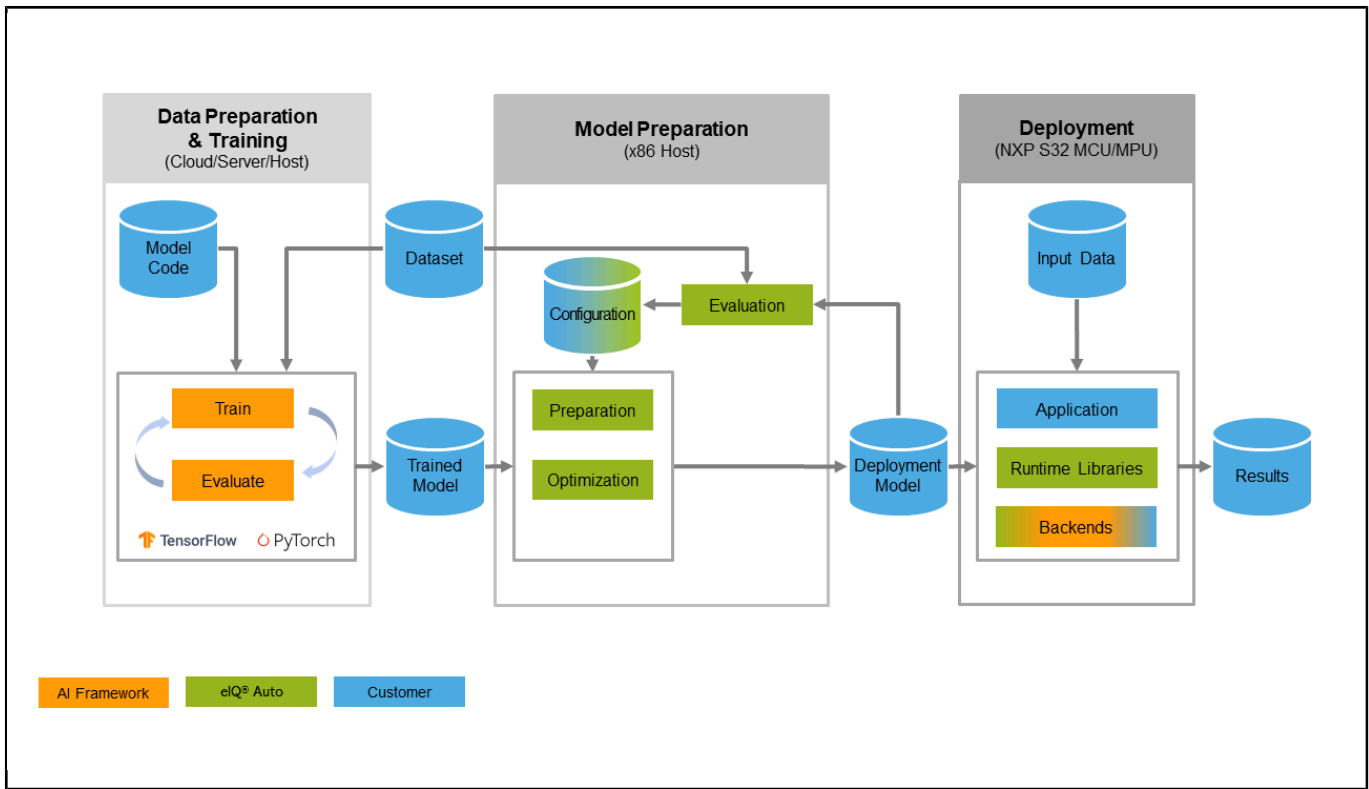 Data Preparation
& Training
(Cloud/Server/Host)
Model Preparation
(x86 Host)
Deployment
(NXP S32 MCU/MPU)
Model
Code
Dataset
Configuration
Evaluation
Input Data
Train
Evaluate
TensorFlow
PyTorch
Trained
Model
Preparation
Optimization
Deployment
Model
Application
Runtime Libraries
Backends
Results
AI Framework
eIQ® Auto
Customer